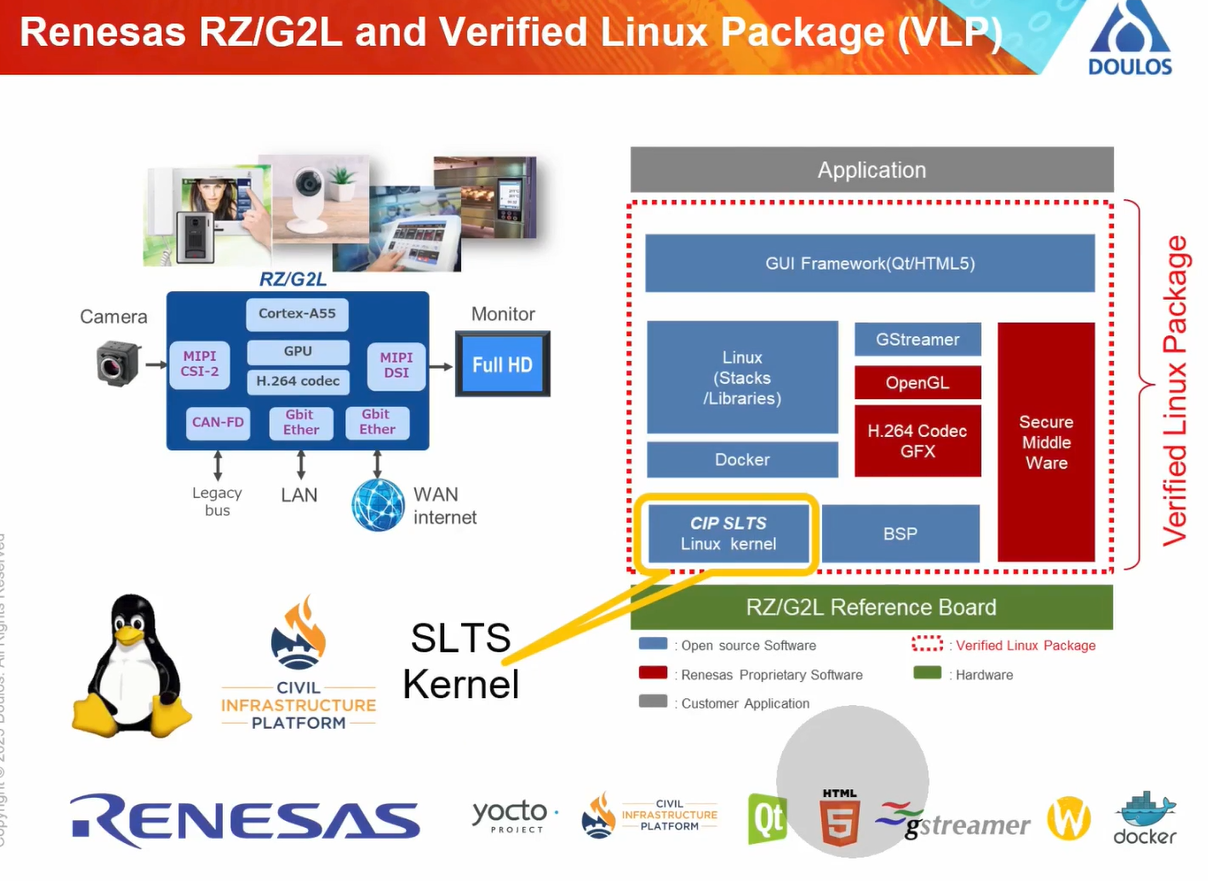 Renesas RZ/G2L and Verified Linux Package (VLP)
DOULOS
RZ/G2L
Camera
Cortex-A55
Monitor
MIPI
CSI-2
GPU
H.264 codec
MIPI
DSI
Full HD
CAN-FD
Gbit
Ether
Gbit
Ether
Legacy
bus
LAN
WAN
internet
Application
GUI Framework(Qt/HTML5)
Linux
(Stacks
/Libraries)
GStreamer
OpenGL
H.264 Codec
GFX
Secure
Middle
Ware
Docker
CIP SLTS
Linux kernel
BSP
Verified Linux Package
RZ/G2L Reference Board
: Open source Software
: Verified Linux Package
: Renesas Proprietary Software
: Hardware
: Customer Application
SLTS
Kernel
CIVIL
INFRASTRUCTURE
PLATFORM
Copyright © 2023 Doulos. All Rights Reserved
RENESAS
yocto
PROJECT
CIVIL
INFRASTRUCTURE
PLATFORM
Qt
HTML
5
gstreamer
W
docker